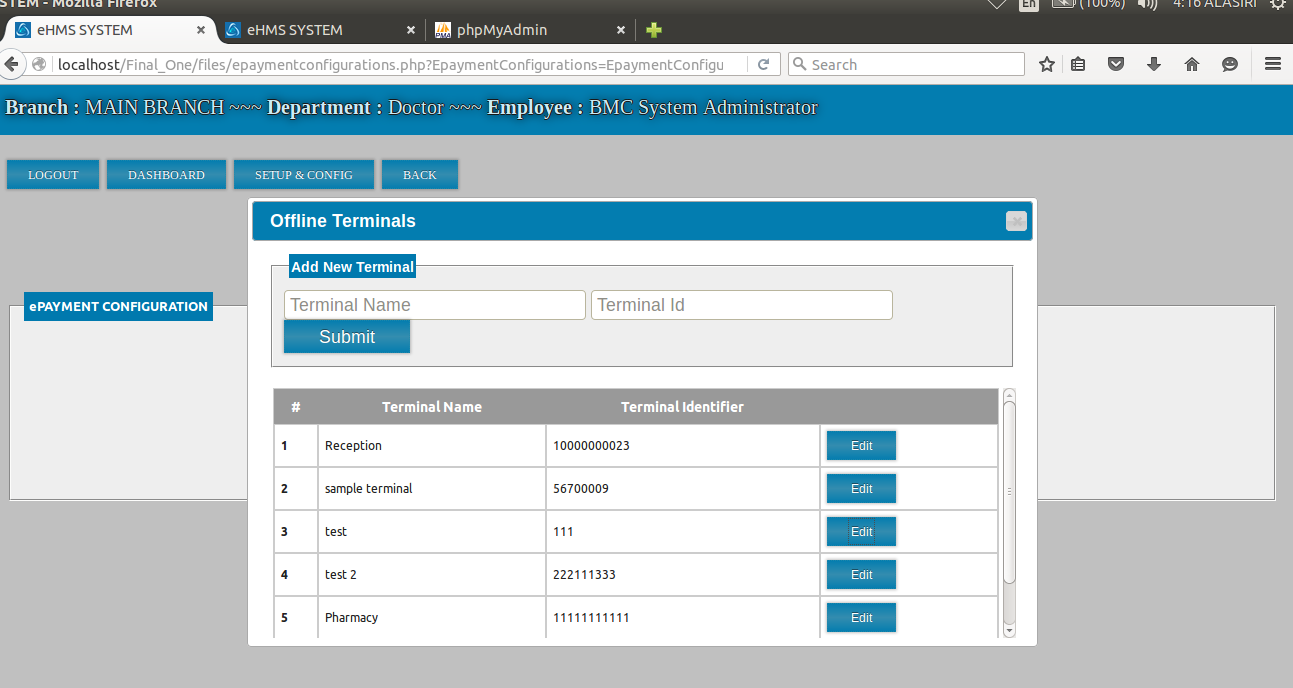 STEM - Mozilla Firefox
En (100%) 4:16 ALASIRI
eHMS SYSTEM eHMS SYSTEM phpMyAdmin
localhost/Final_One/files/epaymentconfigurations.php?EpaymentConfigurations=EpaymentConfigu Search
Branch : MAIN BRANCH ~~~ Department : Doctor ~~~ Employee : BMC System Administrator
LOGOUT DASHBOARD SETUP & CONFIG BACK
Offline Terminals
Add New Terminal
ePAYMENT CONFIGURATION
Terminal Name Terminal Id
Submit
# Terminal Name Terminal Identifier
1 Reception 10000000023 Edit
2 sample terminal 56700009 Edit
3 test 111 Edit
4 test 2 222111333 Edit
5 Pharmacy 11111111111 Edit